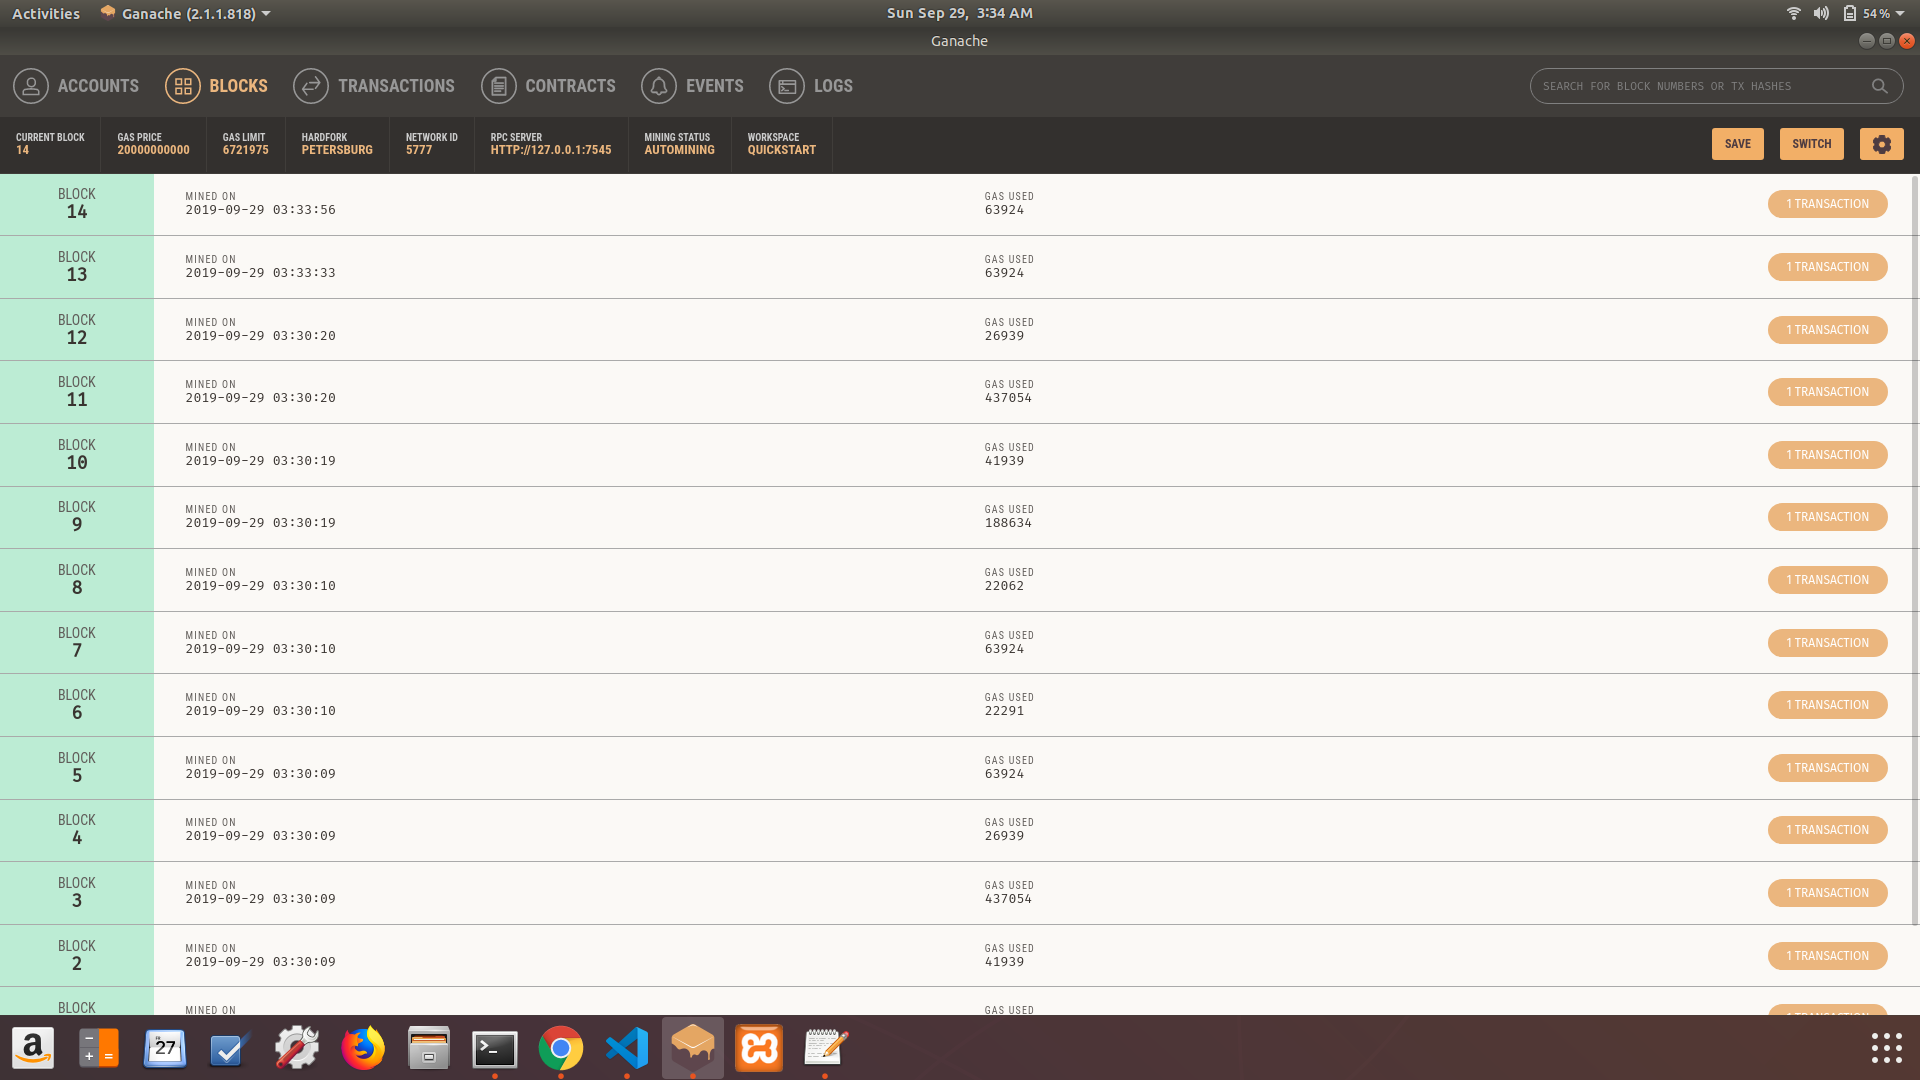 Activities Ganache (2.1.1.818) Sun Sep 29, 3:34 AM 54 %
Ganache
ACCOUNTS BLOCKS TRANSACTIONS CONTRACTS EVENTS LOGS SEARCH FOR BLOCK NUMBERS OR TX HASHES
CURRENT BLOCK GAS PRICE GAS LIMIT HARDFORK NETWORK ID RPC SERVER MINING STATUS WORKSPACE
14 20000000000 6721975 PETERSBURG 5777 HTTP://127.0.0.1:7545 AUTOMINING QUICKSTART
SAVE SWITCH
BLOCK MINED ON GAS USED
14 2019-09-29 03:33:56 63924 1 TRANSACTION
BLOCK MINED ON GAS USED
13 2019-09-29 03:33:33 63924 1 TRANSACTION
BLOCK MINED ON GAS USED
12 2019-09-29 03:30:20 26939 1 TRANSACTION
BLOCK MINED ON GAS USED
11 2019-09-29 03:30:20 437054 1 TRANSACTION
BLOCK MINED ON GAS USED
10 2019-09-29 03:30:19 41939 1 TRANSACTION
BLOCK MINED ON GAS USED
9 2019-09-29 03:30:19 188634 1 TRANSACTION
BLOCK MINED ON GAS USED
8 2019-09-29 03:30:10 22062 1 TRANSACTION
BLOCK MINED ON GAS USED
7 2019-09-29 03:30:10 63924 1 TRANSACTION
BLOCK MINED ON GAS USED
6 2019-09-29 03:30:10 22291 1 TRANSACTION
BLOCK MINED ON GAS USED
5 2019-09-29 03:30:09 63924 1 TRANSACTION
BLOCK MINED ON GAS USED
4 2019-09-29 03:30:09 26939 1 TRANSACTION
BLOCK MINED ON GAS USED
3 2019-09-29 03:30:09 437054 1 TRANSACTION
BLOCK MINED ON GAS USED
2 2019-09-29 03:30:09 41939 1 TRANSACTION
BLOCK MINED ON GAS USED
a 27